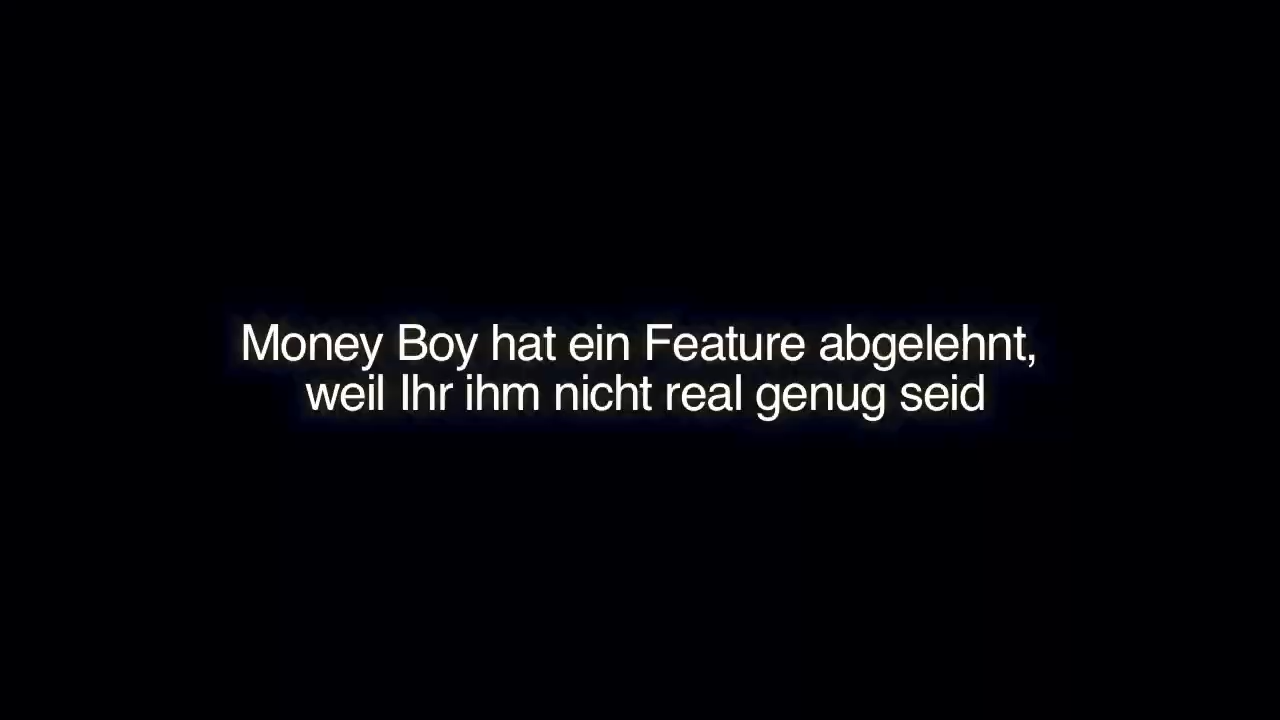 Money Boy hat ein Feature abgelehnt,
weil Ihr ihm nicht real genug seid